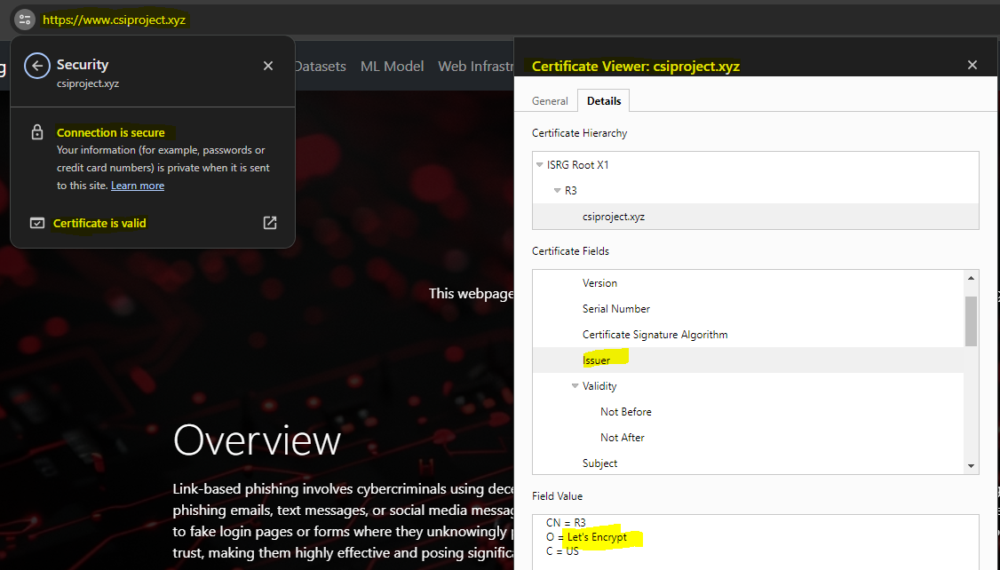 https://www.csiproject.xyz
Security
csiproject.xyz
Connection is secure
Your information (for example, passwords or
credit card numbers) is private when it is sent
to this site. Learn more
Certificate is valid
g
Datasets ML Model Web Infrastr
This webpage
Overview
Link-based phishing involves cybercriminals using dece
phishing emails, text messages, or social media messa
to fake login pages or forms where they unknowingly p
trust, making them highly effective and posing significa
Certificate Viewer: csiproject.xyz
General Details
Certificate Hierarchy
ISRG Root X1
R3
csiproject.xyz
Certificate Fields
Version
Serial Number
Certificate Signature Algorithm
Issuer
Validity
Not Before
Not After
Subject
Field Value
CN = R3
O = Let's Encrypt
C = US